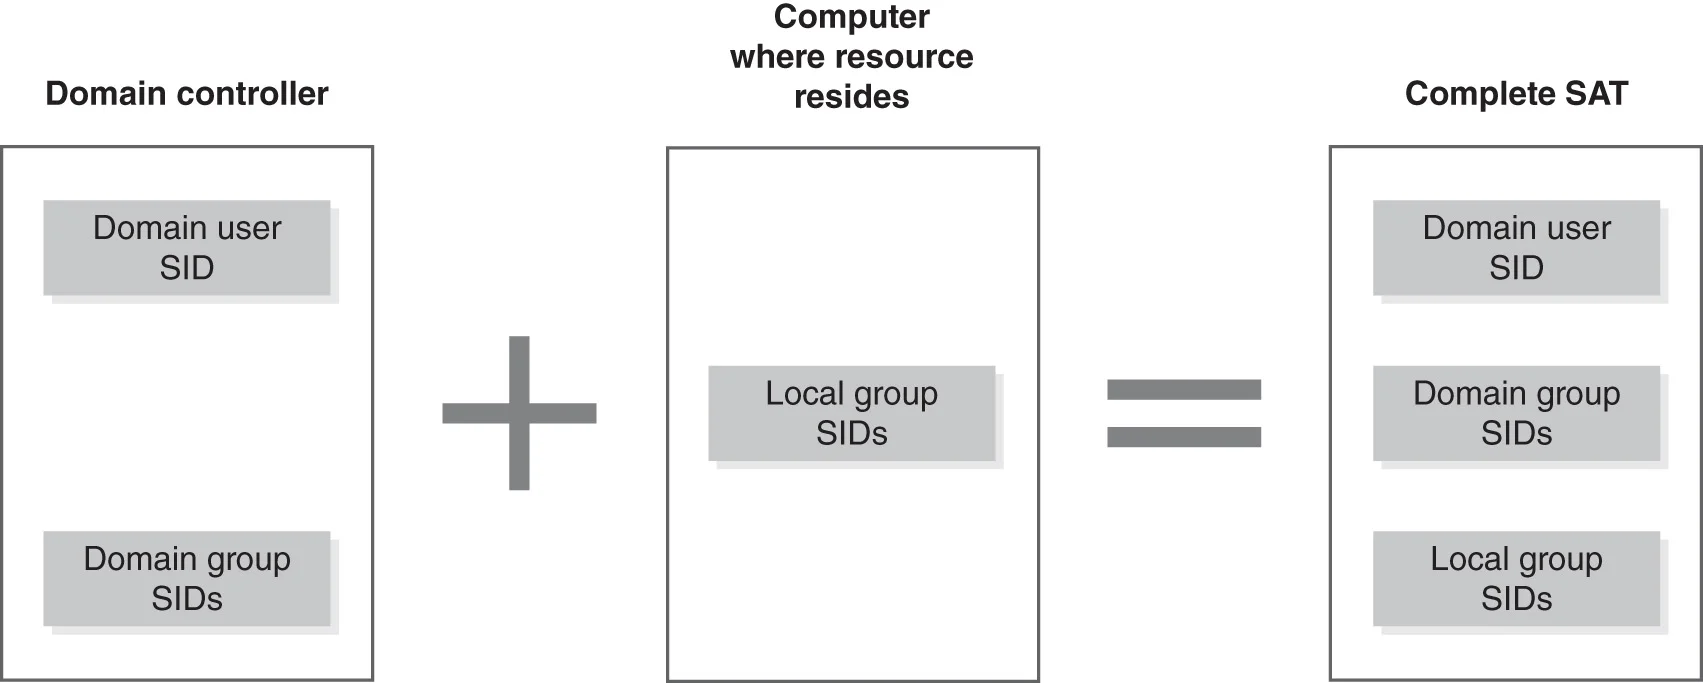 Domain controller
Domain user
SID
Domain group
SIDs
Computer
where resource
resides
Local group
SIDs
Complete SAT
Domain user
SID
Domain group
SIDs
Local group
SIDs